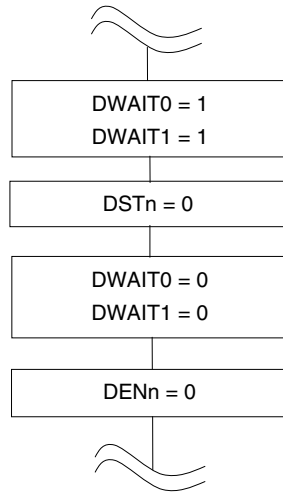 DWAIT0 = 1
DWAIT1 = 1
DSTn = 0
DWAIT0 = 0
DWAIT1 = 0
DENn = 0